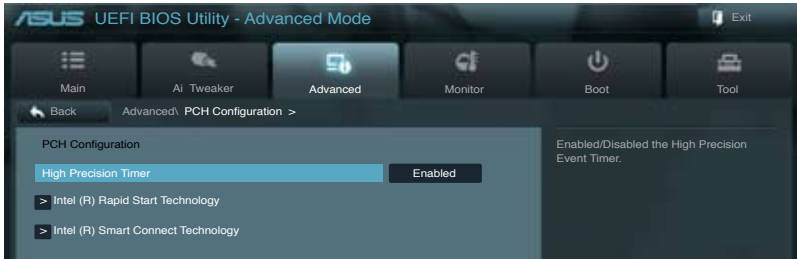 ASUS UEFI BIOS Utility - Advanced Mode
Exit
Main
Ai Tweaker
Advanced
Monitor
Boot
Tool
Back
Advanced\ PCH Configuration >
PCH Configuration
High Precision Timer
Enabled
> Intel (R) Rapid Start Technology
> Intel (R) Smart Connect Technology
Enabled/Disabled the High Precision
Event Timer.